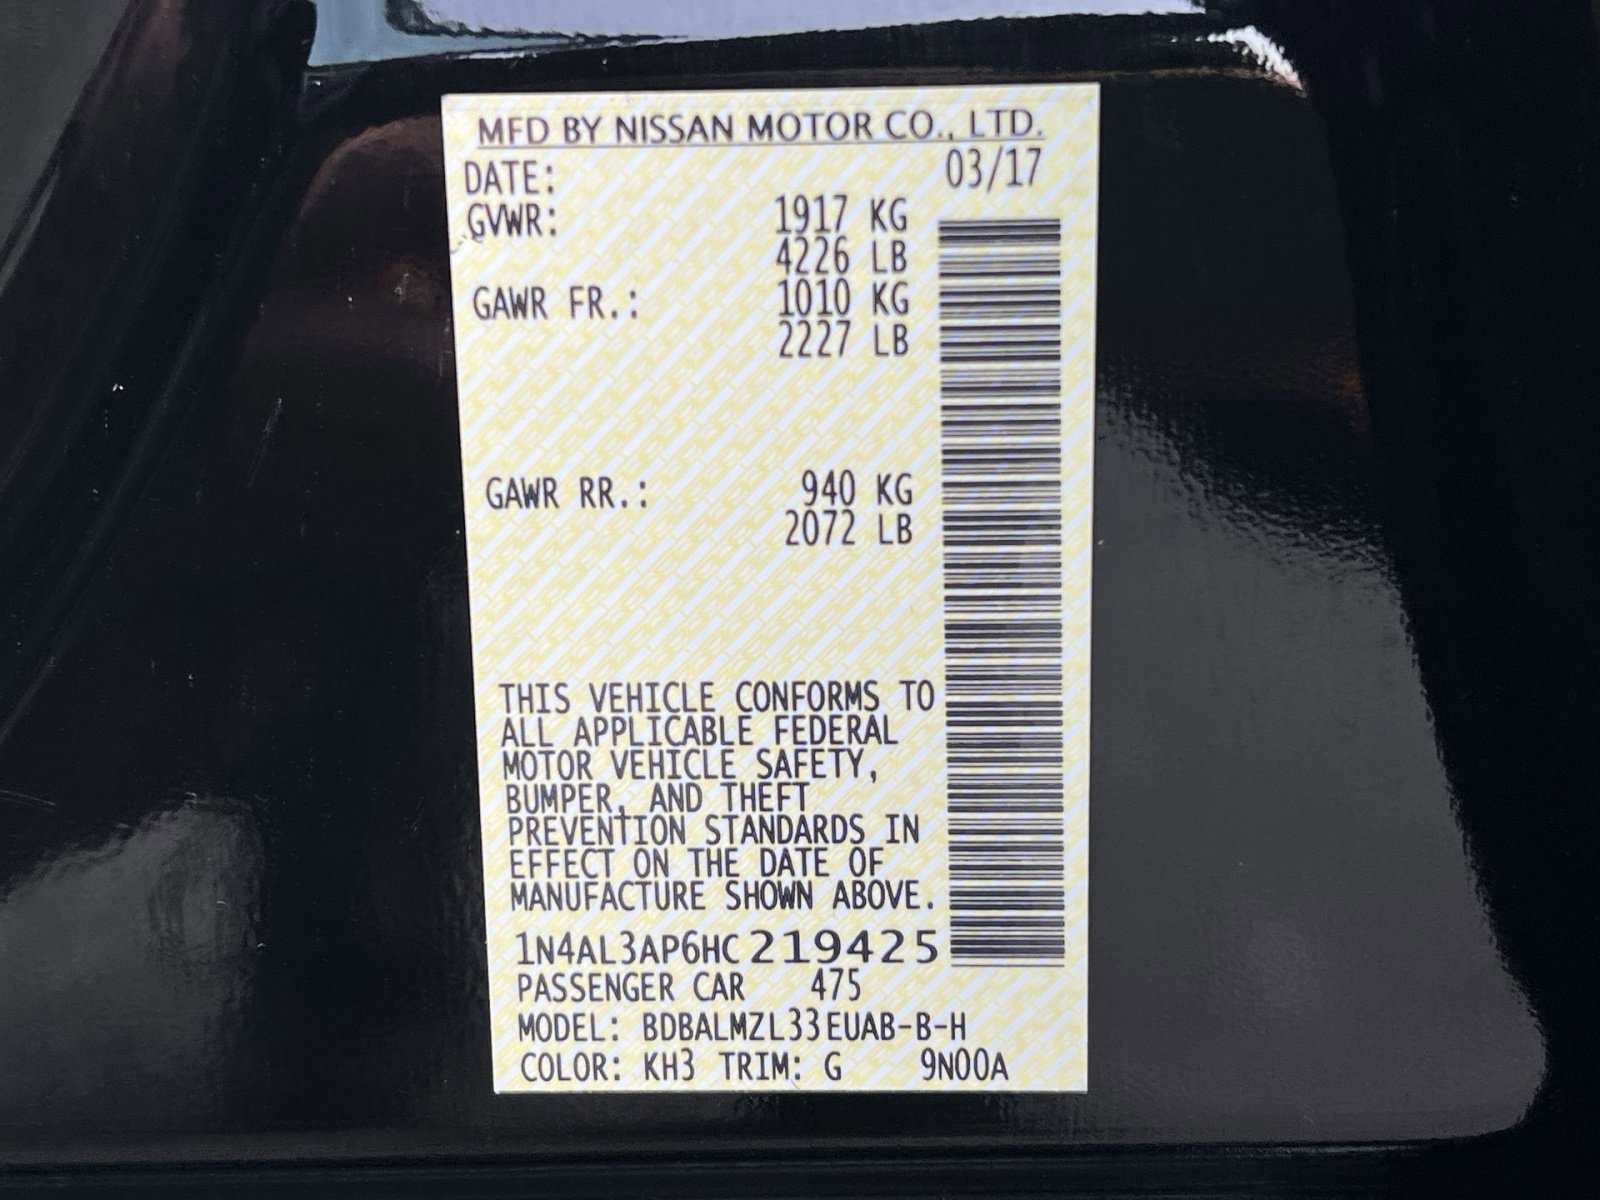 MFD BY NISSAN MOTOR CO., LTD.
DATE: 03/17
GVWR: 1917 KG
4226 LB
GAWR FR.: 1010 KG
2227 LB
GAWR RR.: 940 KG
2072 LB
THIS VEHICLE CONFORMS TO
ALL APPLICABLE FEDERAL
MOTOR VEHICLE SAFETY,
BUMPER, AND THEFT
PREVENTION STANDARDS IN
EFFECT ON THE DATE OF
MANUFACTURE SHOWN ABOVE.
1N4AL3AP6HC219425
PASSENGER CAR 475
MODEL: BDBALMZL33EUAB-B-H
COLOR: KH3 TRIM: G 9N00A